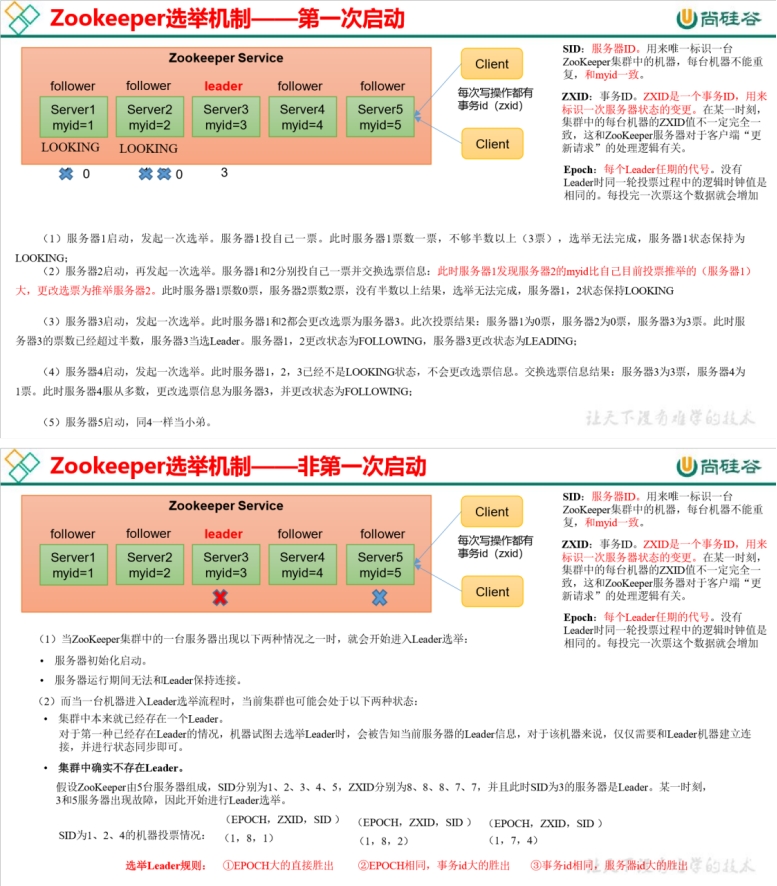 Zookeeper选举机制——第一次启动
尚硅谷
Zookeeper Service
follower follower leader follower follower
Server1 Server2 Server3 Server4 Server5
myid=1 myid=2 myid=3 myid=4 myid=5
LOOKING LOOKING
0 0 3
Client
每次写操作都有
事务id（zxid）
Client
SID：服务器ID。用来唯一标识一台
ZooKeeper集群中的机器，每台机器不能重
复，和myid一致。
ZXID：事务ID。ZXID是一个事务ID，用来
标识一次服务器状态的变更。在某一时刻，
集群中的每台机器的ZXID值不一定完全一
致，这和ZooKeeper服务器对于客户端“更
新请求”的处理逻辑有关。
Epoch：每个Leader任期的代号。没有
Leader时同一轮投票过程中的逻辑时钟值是
相同的。每投完一次票这个数据就会增加
（1）服务器1启动，发起一次选举。服务器1投自己一票。此时服务器1票数一票，不够半数以上（3票），选举无法完成，服务器1状态保持为
LOOKING；
（2）服务器2启动，再发起一次选举。服务器1和2分别投自己一票并交换选票信息：此时服务器1发现服务器2的myid比自己目前投票推举的（服务器1）
大，更改选票为推举服务器2。此时服务器1票数0票，服务器2票数2票，没有半数以上结果，选举无法完成，服务器1，2状态保持LOOKING
（3）服务器3启动，发起一次选举。此时服务器1和2都会更改选票为服务器3。此次投票结果：服务器1为0票，服务器2为0票，服务器3为3票。此时服
务器3的票数已经超过半数，服务器3当选Leader。服务器1，2更改状态为FOLLOWING，服务器3更改状态为LEADING；
（4）服务器4启动，发起一次选举。此时服务器1，2，3已经不是LOOKING状态，不会更改选票信息。交换选票信息结果：服务器3为3票，服务器4为
1票。此时服务器4服从多数，更改选票信息为服务器3，并更改状态为FOLLOWING；
（5）服务器5启动，同4一样当小弟。
让天下没有难学的技术
Zookeeper选举机制——非第一次启动
尚硅谷
Zookeeper Service
follower follower leader follower follower
Server1 Server2 Server3 Server4 Server5
myid=1 myid=2 myid=3 myid=4 myid=5
Client
每次写操作都有
事务id（zxid）
Client
SID：服务器ID。用来唯一标识一台
ZooKeeper集群中的机器，每台机器不能重
复，和myid一致。
ZXID：事务ID。ZXID是一个事务ID，用来
标识一次服务器状态的变更。在某一时刻，
集群中的每台机器的ZXID值不一定完全一
致，这和ZooKeeper服务器对于客户端“更
新请求”的处理逻辑有关。
Epoch：每个Leader任期的代号。没有
Leader时同一轮投票过程中的逻辑时钟值是
相同的。每投完一次票这个数据就会增加
（1）当ZooKeeper集群中的一台服务器出现以下两种情况之一时，就会开始进入Leader选举：
• 服务器初始化启动。
• 服务器运行期间无法和Leader保持连接。
（2）而当一台机器进入Leader选举流程时，当前集群也可能会处于以下两种状态：
• 集群中本来就已经存在一个Leader。
对于第一种已经存在Leader的情况，机器试图去选举Leader时，会被告知当前服务器的Leader信息，对于该机器来说，仅仅需要和Leader机器建立连
接，并进行状态同步即可。
• 集群中确实不存在Leader。
假设ZooKeeper由5台服务器组成，SID分别为1、2、3、4、5，ZXID分别为8、8、8、7、7，并且此时SID为3的服务器是Leader。某一时刻，
3和5服务器出现故障，因此开始进行Leader选举。
（EPOCH，ZXID，SID ） （EPOCH，ZXID，SID ） （EPOCH，ZXID，SID ）
SID为1、2、4的机器投票情况： （1，8，1） （1，8，2） （1，7，4）
选举Leader规则： ①EPOCH大的直接胜出 ②EPOCH相同，事务id大的胜出 ③事务id相同，服务器id大的胜出
让天下没有难学的技术